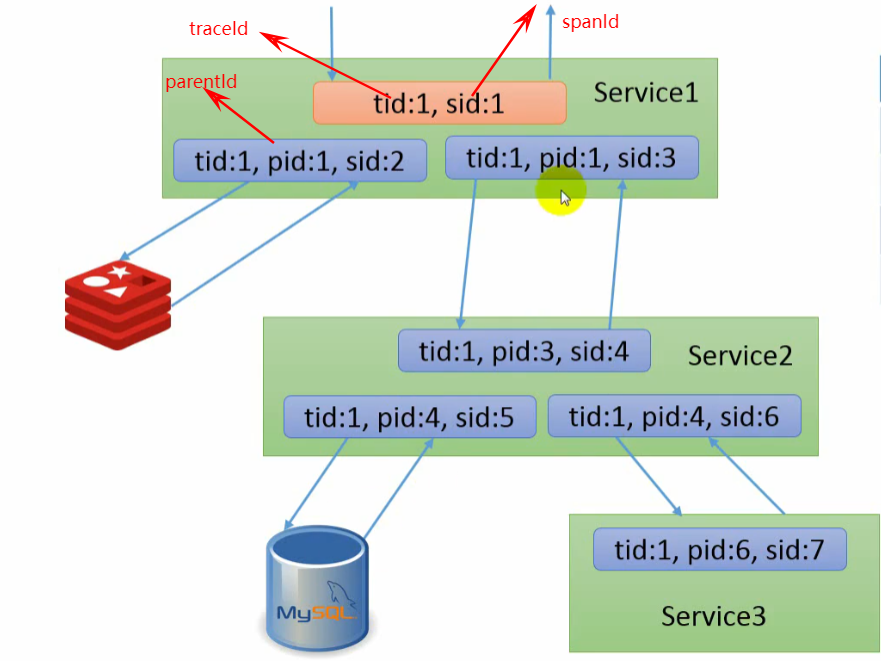 traceId
spanId
parentId
tid:1, sid:1
Service1
tid:1, pid:1, sid:2
tid:1, pid:1, sid:3
tid:1, pid:3, sid:4
Service2
tid:1, pid:4, sid:5
tid:1, pid:4, sid:6
tid:1, pid:6, sid:7
MySQL
Service3